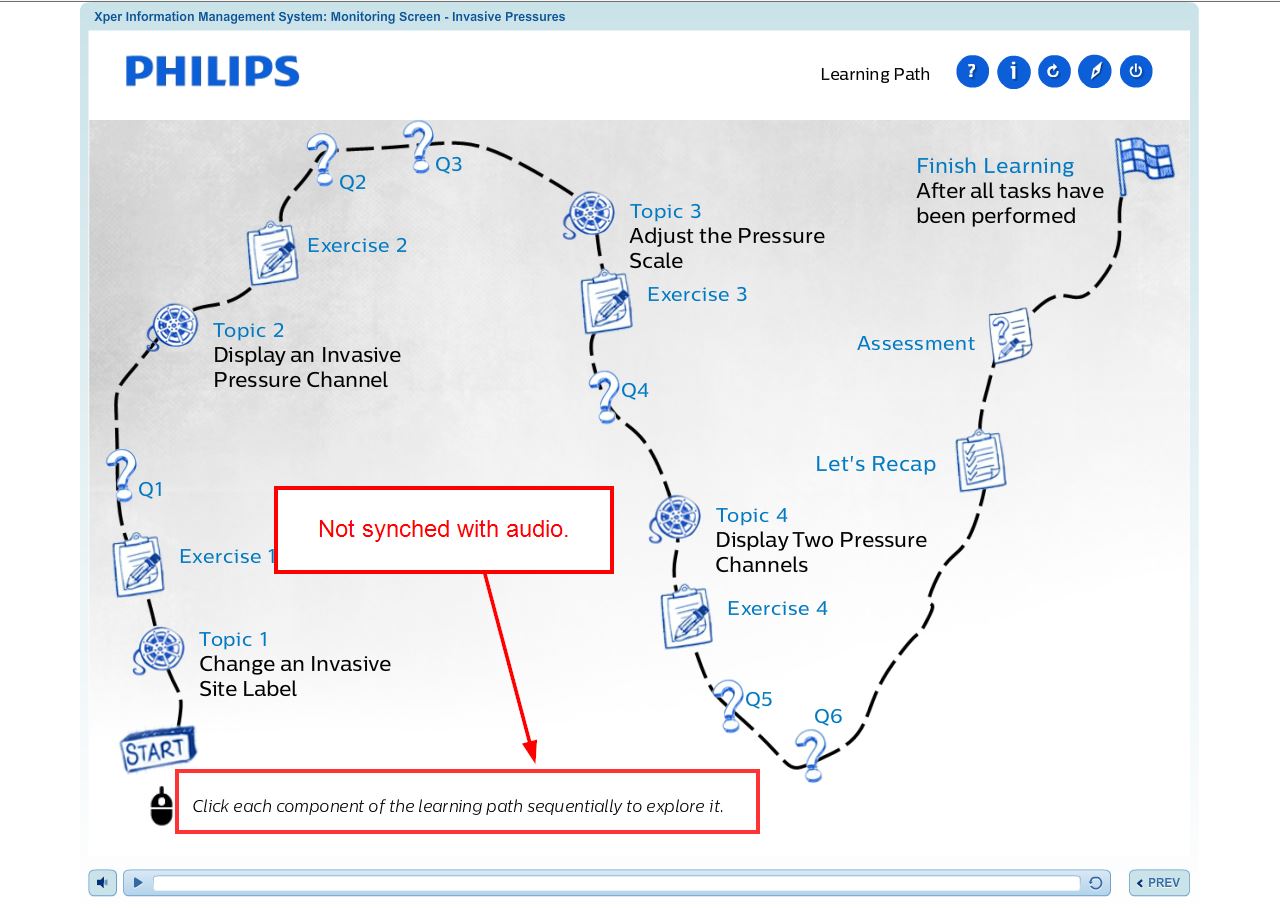 Xper Information Management System: Monitoring Screen - Invasive Pressures
PHILIPS
Learning Path
?
i
Q2
Q3
Finish Learning
After all tasks have
been performed
Topic 3
Adjust the Pressure
Scale
Exercise 2
Exercise 3
Topic 2
Display an Invasive
Pressure Channel
Assessment
Q4
Let's Recap
Q1
Not synched with audio.
Topic 4
Display Two Pressure
Channels
Exercise 1
Exercise 4
Topic 1
Change an Invasive
Site Label
Q5
Q6
START
Click each component of the learning path sequentially to explore it.
PREV